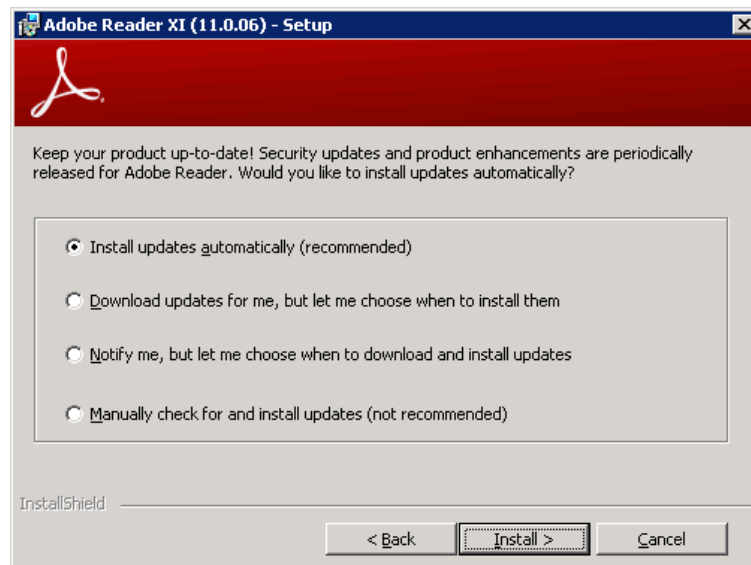 Adobe Reader XI (11.0.06) - Setup
Keep your product up-to-date! Security updates and product enhancements are periodically
released for Adobe Reader. Would you like to install updates automatically?
Install updates automatically (recommended)
Download updates for me, but let me choose when to install them
Notify me, but let me choose when to download and install updates
Manually check for and install updates (not recommended)
InstallShield
< Back Install > Cancel